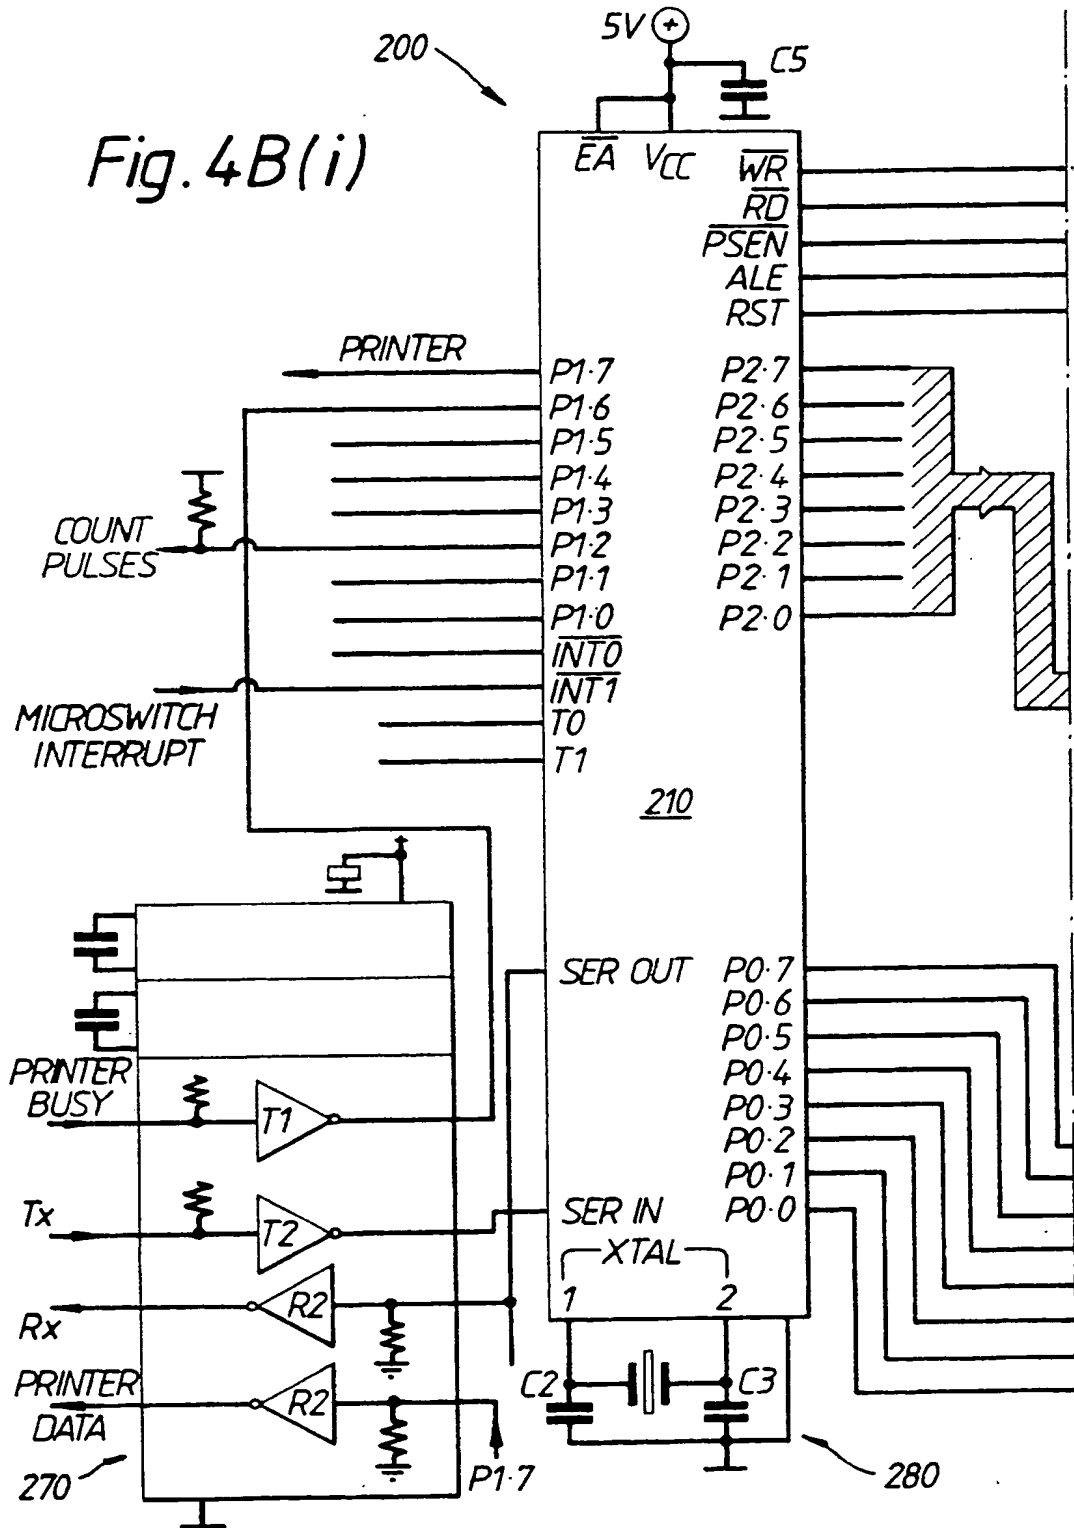 200
5V
C5
Fig. 4B(i)
EA VCC
WR
RD
PSEN
ALE
RST
PRINTER
P1·7
P1·6
P1·5
P1·4
P1·3
P1·2
P1·1
P1·0
INT0
INT1
T0
T1
P2·7
P2·6
P2·5
P2·4
P2·3
P2·2
P2·1
P2·0
COUNT
PULSES
MICROSWITCH
INTERRUPT
210
SER OUT
P0·7
P0·6
P0·5
P0·4
P0·3
P0·2
P0·1
P0·0
PRINTER
BUSY
T1
Tx
T2
SER IN
XTAL
1 2
R2
Rx
C2
C3
PRINTER
DATA
R2
P1·7
270
280